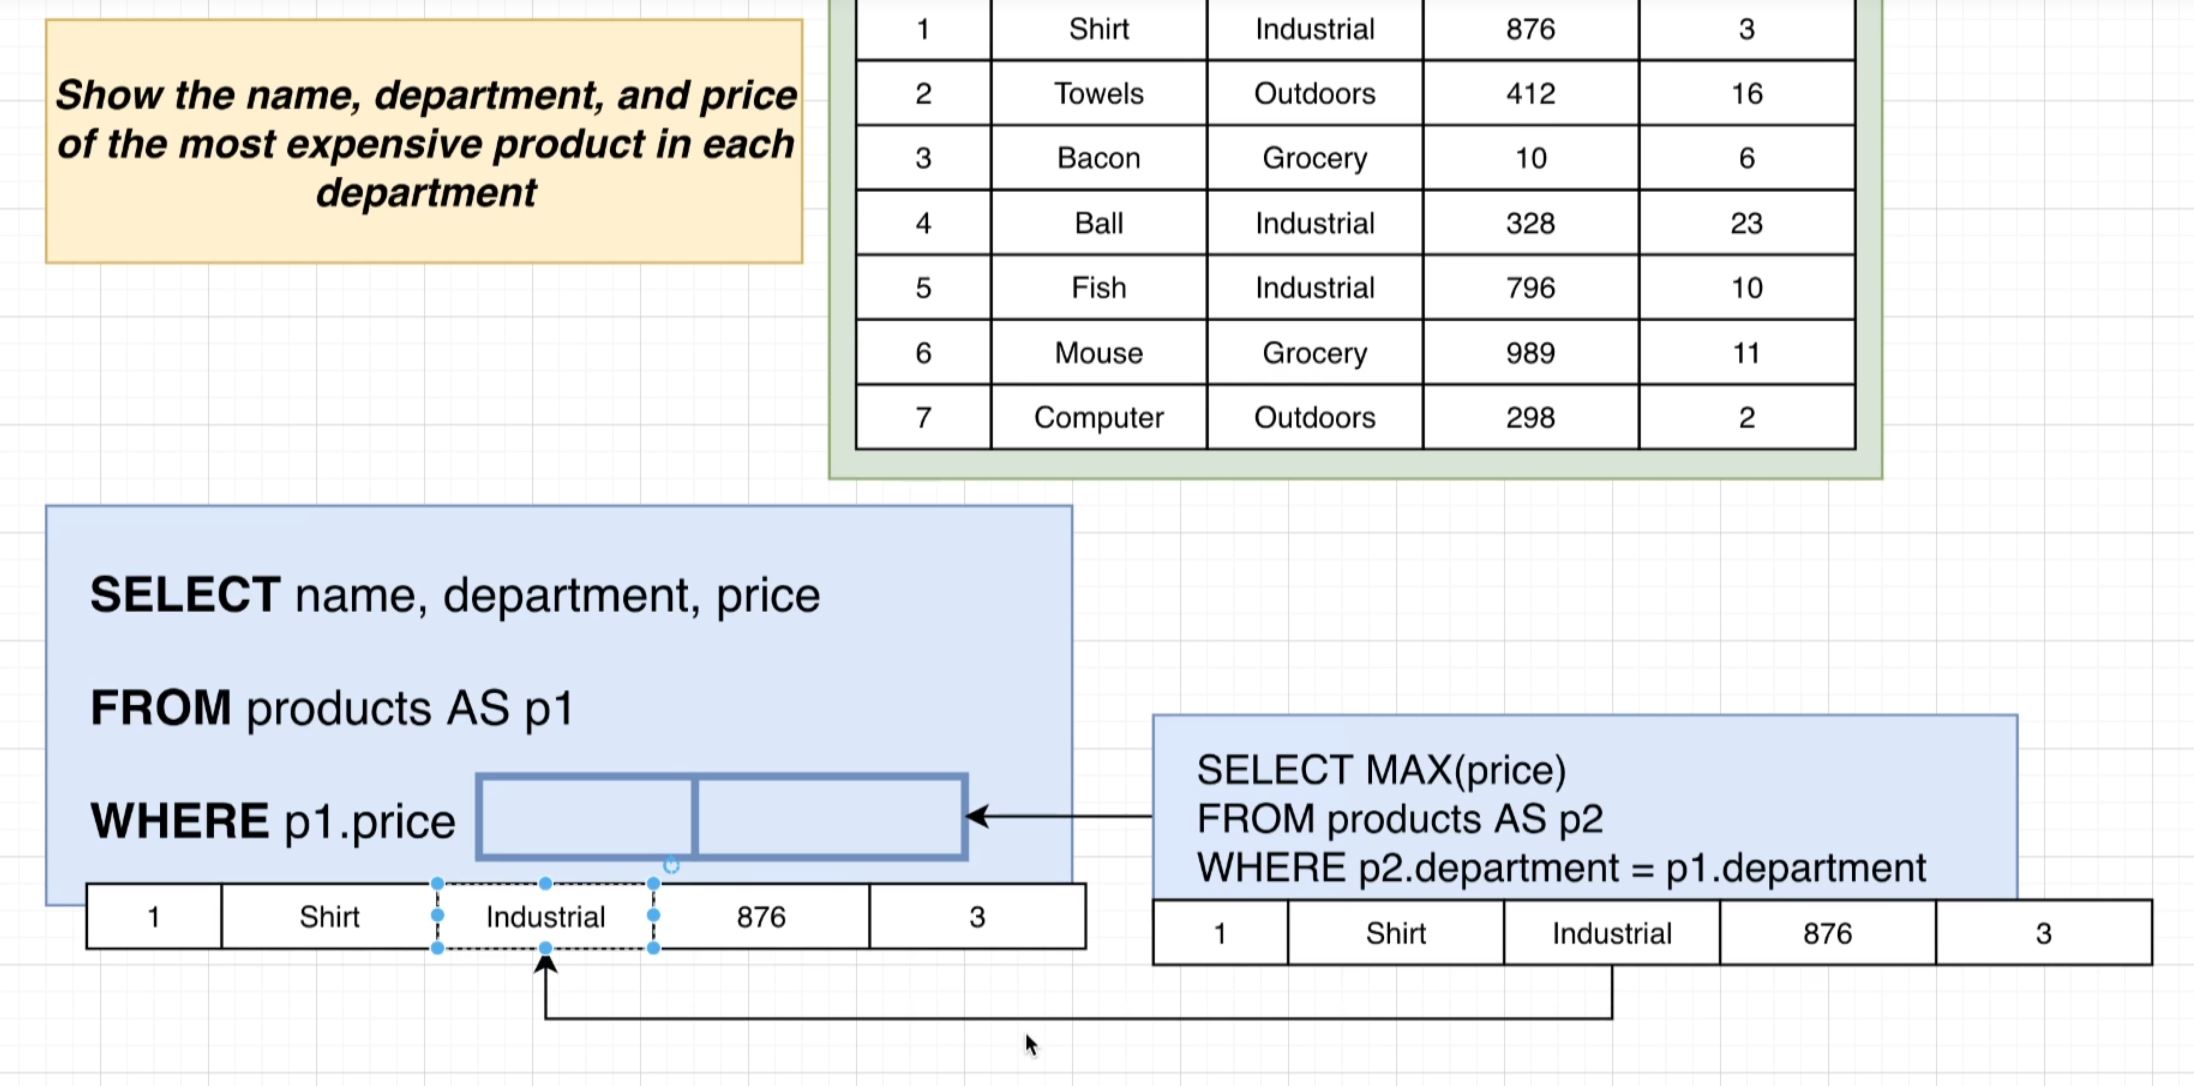 Show the name, department, and price
of the most expensive product in each
department
1 Shirt Industrial 876 3
2 Towels Outdoors 412 16
3 Bacon Grocery 10 6
4 Ball Industrial 328 23
5 Fish Industrial 796 10
6 Mouse Grocery 989 11
7 Computer Outdoors 298 2
SELECT name, department, price
FROM products AS p1
WHERE p1.price
1 Shirt Industrial 876 3
SELECT MAX(price)
FROM products AS p2
WHERE p2.department = p1.department
1 Shirt Industrial 876 3